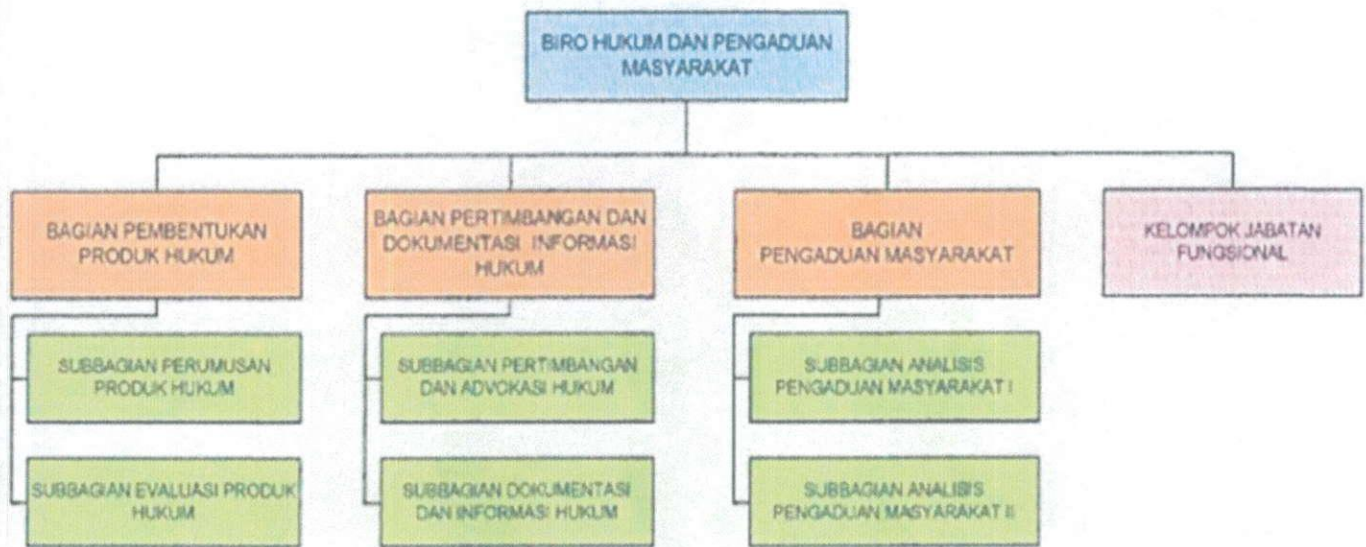 BIRO HUKUM DAN PENGADUAN
MASYARAKAT
BAGIAN PEMBENTUKAN
PRODUK HUKUM
BAGIAN PERTIMBANGAN DAN
DOKUMENTASI INFORMASI
HUKUM
BAGIAN
PENGADUAN MASYARAKAT
KELOMPOK JABATAN
FUNGSIONAL
SUBBAGIAN PERUMUSAN
PRODUK HUKUM
SUBBAGIAN PERTIMBANGAN
DAN ADVOKASI HUKUM
SUBBAGIAN ANALISIS
PENGADUAN MASYARAKAT I
SUBBAGIAN EVALUASI PRODUK
HUKUM
SUBBAGIAN DOKUMENTASI
DAN INFORMASI HUKUM
SUBBAGIAN ANALISIS
PENGADUAN MASYARAKAT II